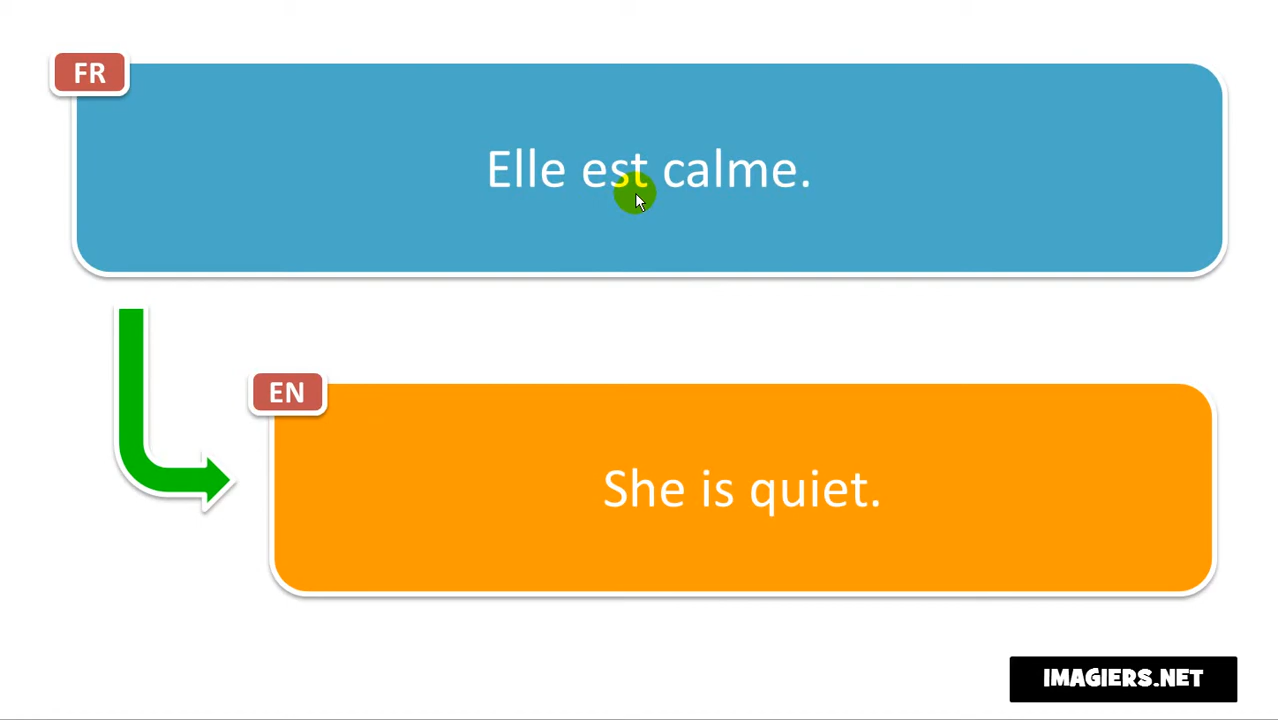 FR
Elle est calme.
EN
She is quiet.
IMAGIERS.NET